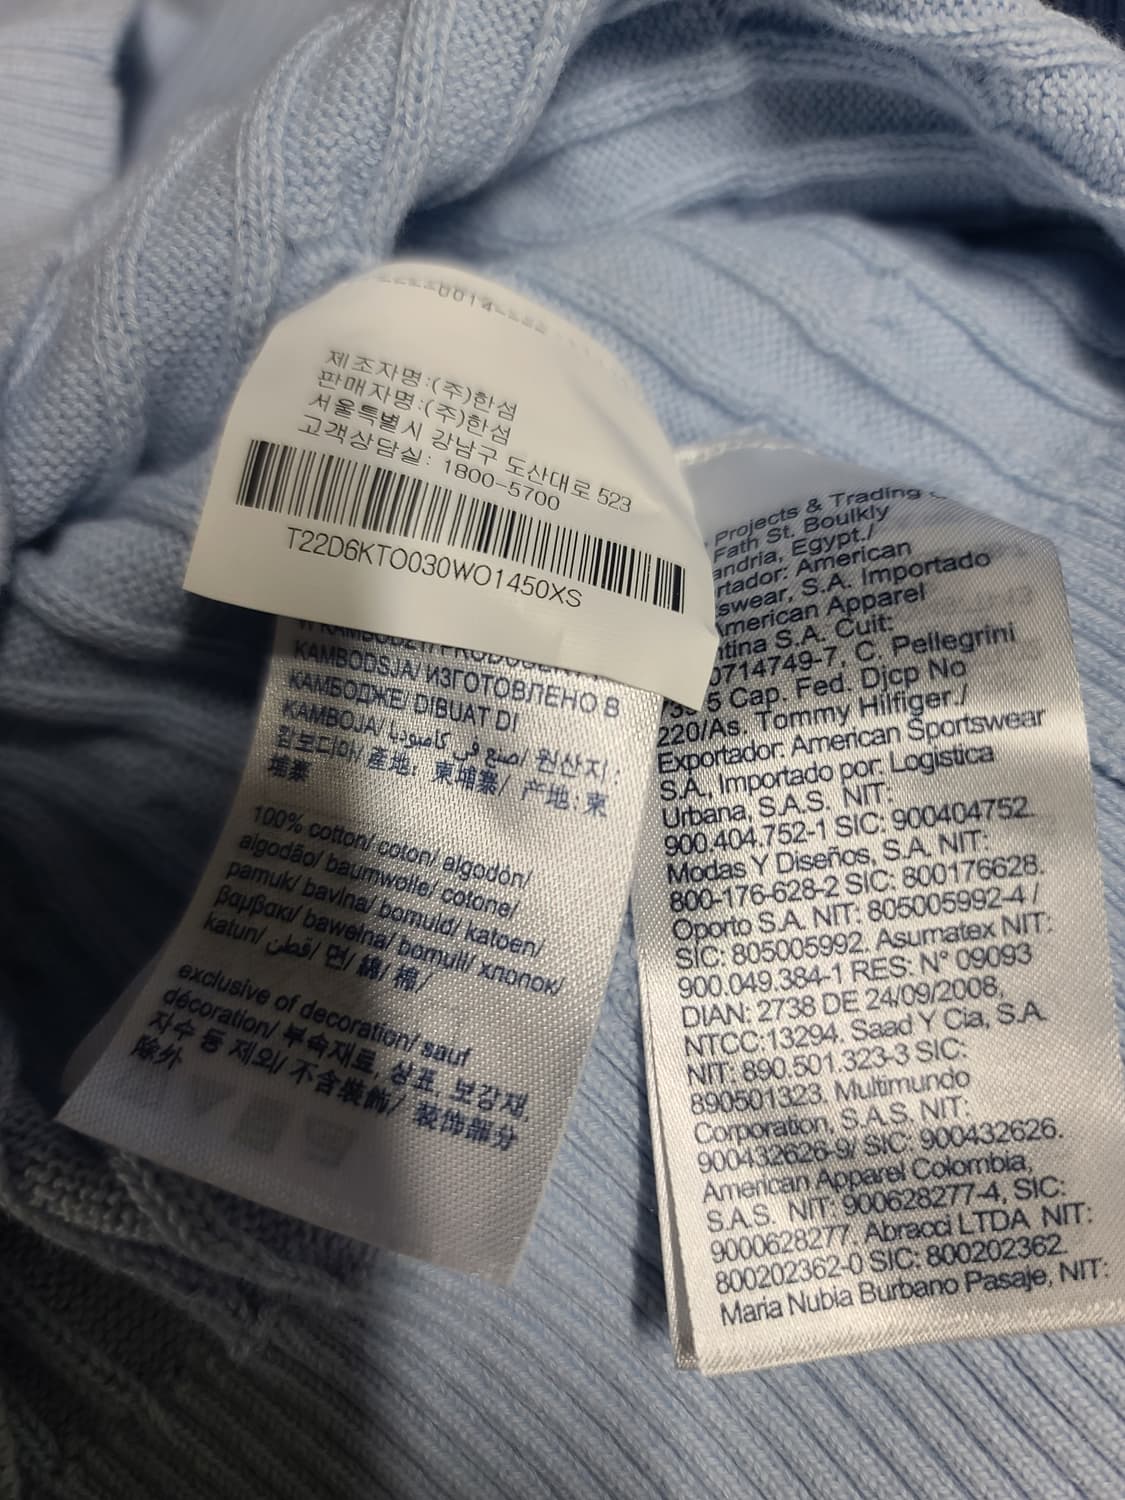 제조자명:(주)한섬
판매자명:(주)한섬
서울특별시 강남구 도산대로 523
고객상담실: 1800-5700
T22D6KTO030WO1450XS
KAMBODSJA/ ИЗГОТОВЛЕНО В
КАМБОДЖЕ/ DIBUAT DI
KAMBOJA/ صنع في كامبوديا/ 원산지:
캄보디아/ 產地: 柬埔寨/ 产地: 柬
埔寨
100% cotton/ coton/ algodón/
algodão/ baumwolle/ cotone/
pamuk/ bavlna/ bomuld/ katoen/
βαμβακι/ bawełna/ bomull/ хлопок/
katun/ قطن/ 면/ 綿/ 棉/
exclusive of decoration/ sauf
décoration/ 부속재료, 상표, 보강재,
자수 등 제외/ 不含裝飾/ 装饰部分
除外
Projects & Trading
Fath St. Boulkly
andria, Egypt./
rtador: American
swear, S.A. Importado
merican Apparel
ntina S.A. Cuit:
0714749-7, C. Pellegrini
5 Cap. Fed. Djcp No
220/As. Tommy Hilfiger./
Exportador: American Sportswear
S.A., Importado por: Logistica
Urbana, S.A.S. NIT:
900.404.752-1 SIC: 900404752.
Modas Y Diseños, S.A. NIT:
800-176-628-2 SIC: 800176628.
Oporto S.A. NIT: 805005992-4 /
SIC: 805005992. Asumatex NIT:
900.049.384-1 RES: N° 09093
DIAN: 2738 DE 24/09/2008,
NTCC:13294. Saad Y Cia, S.A.
NIT: 890.501.323-3 SIC:
890501323. Multimundo
Corporation, S.A.S. NIT:
900432626-9/ SIC: 900432626.
American Apparel Colombia,
S.A.S. NIT: 900628277-4, SIC:
9000628277. Abracci LTDA NIT:
800202362-0 SIC: 800202362.
Maria Nubia Burbano Pasaje, NIT: